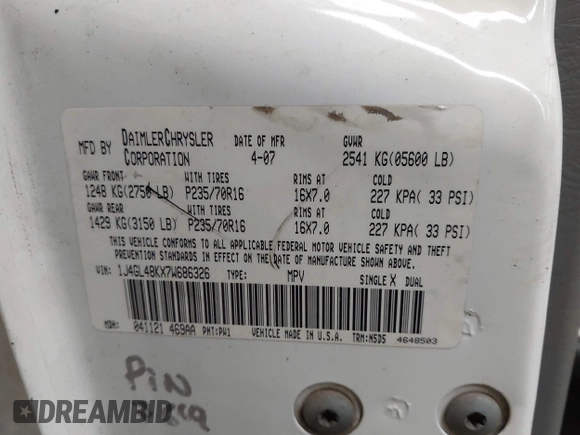 MFD BY DAIMLERCHRYSLER CORPORATION DATE OF MFR 4-07 GVWR 2541 KG(05600 LB)
GAWR FRONT WITH TIRES RIMS AT COLD
1248 KG(2750 LB) P235/70R16 16X7.0 227 KPA( 33 PSI)
GAWR REAR WITH TIRES RIMS AT COLD
1429 KG(3150 LB) P235/70R16 16X7.0 227 KPA( 33 PSI)
THIS VEHICLE CONFORMS TO ALL APPLICABLE FEDERAL MOTOR VEHICLE SAFETY AND THEFT
PREVENTION STANDARDS IN EFFECT ON THE DATE OF MANUFACTURE SHOWN ABOVE.
VIN: 1J4GL48KX7W686326 TYPE: MPV SINGLE X DUAL
MDH: 041121 469AA PNT:PW1 VEHICLE MADE IN U.S.A. TRM:NSDS 4648503
PiN
DREAMBID